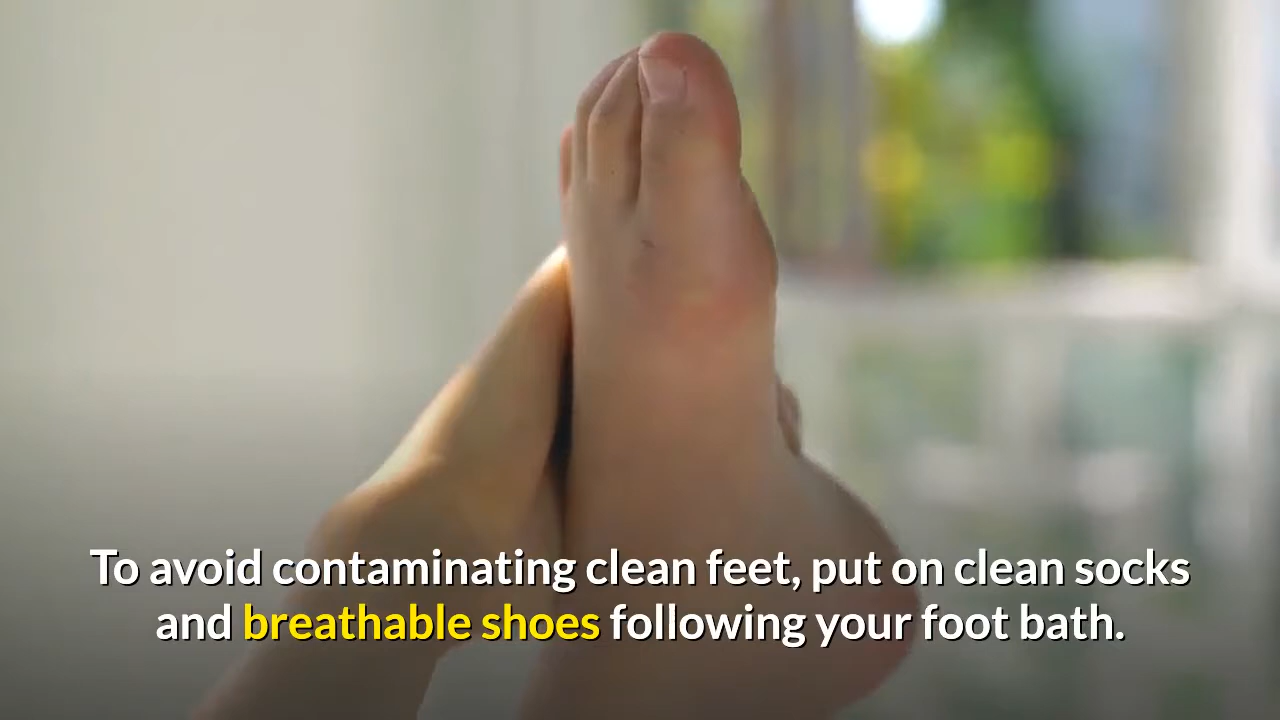 To avoid contaminating clean feet, put on clean socks
and breathable shoes following your foot bath.